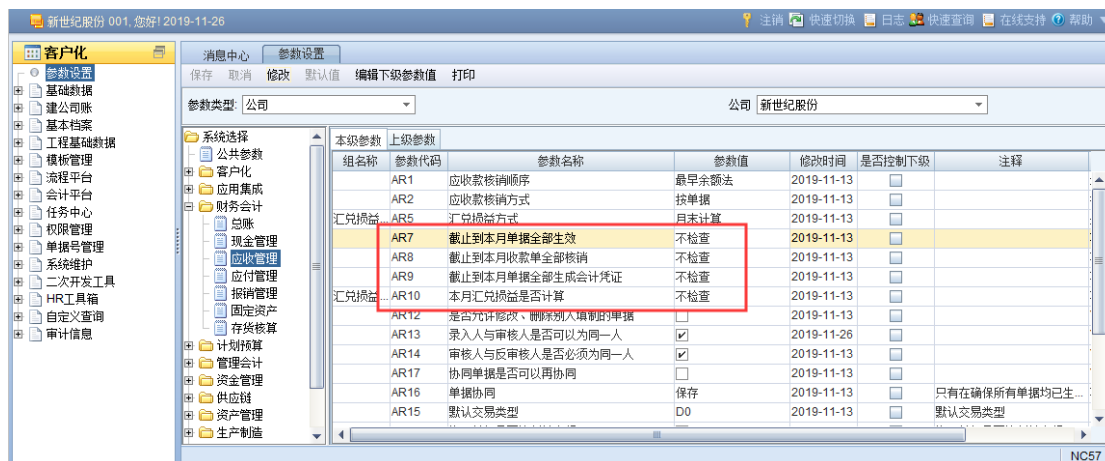 新世纪股份 001, 您好! 2019-11-26
注销 快速切换 日志 快速查询 在线支持 帮助
客户化
参数设置
基础数据
建公司账
基本档案
工程基础数据
模板管理
流程平台
会计平台
任务中心
权限管理
单据号管理
系统维护
二次开发工具
HR工具箱
自定义查询
审计信息
消息中心 参数设置
保存 取消 修改 默认值 编辑下级参数值 打印
参数类型: 公司 公司 新世纪股份
系统选择
公共参数
客户化
应用集成
财务会计
总账
现金管理
应收管理
应付管理
报销管理
固定资产
存货核算
计划预算
管理会计
资金管理
供应链
资产管理
生产制造
本级参数 上级参数
组名称 参数代码 参数名称 参数值 修改时间 是否控制下级 注释
AR1 应收款核销顺序 最早余额法 2019-11-13
AR2 应收款核销方式 按单据 2019-11-13
汇兑损益... AR5 汇兑损益方式 月末计算 2019-11-13
AR7 截止到本月单据全部生效 不检查 2019-11-13
AR8 截止到本月收款单全部核销 不检查 2019-11-13
AR9 截止到本月单据全部生成会计凭证 不检查 2019-11-13
汇兑损益... AR10 本月汇兑损益是否计算 不检查 2019-11-13
AR12 是否允许修改、删除别人填制的单据 2019-11-13
AR13 录入人与审核人是否可以为同一人 2019-11-26
AR14 审核人与反审核人是否必须为同一人 2019-11-13
AR17 协同单据是否可以再协同 2019-11-13
AR16 单据协同 保存 2019-11-13 只有在确保所有单据均已生...
AR15 默认交易类型 D0 2019-11-13 默认交易类型
NC57